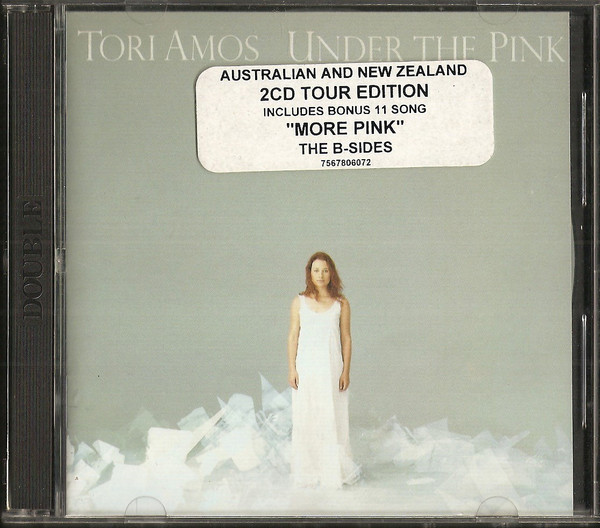 TORI AMOS UNDER THE PINK
AUSTRALIAN AND NEW ZEALAND
2CD TOUR EDITION
INCLUDES BONUS 11 SONG
"MORE PINK"
THE B-SIDES
7567806072
DOUBLE